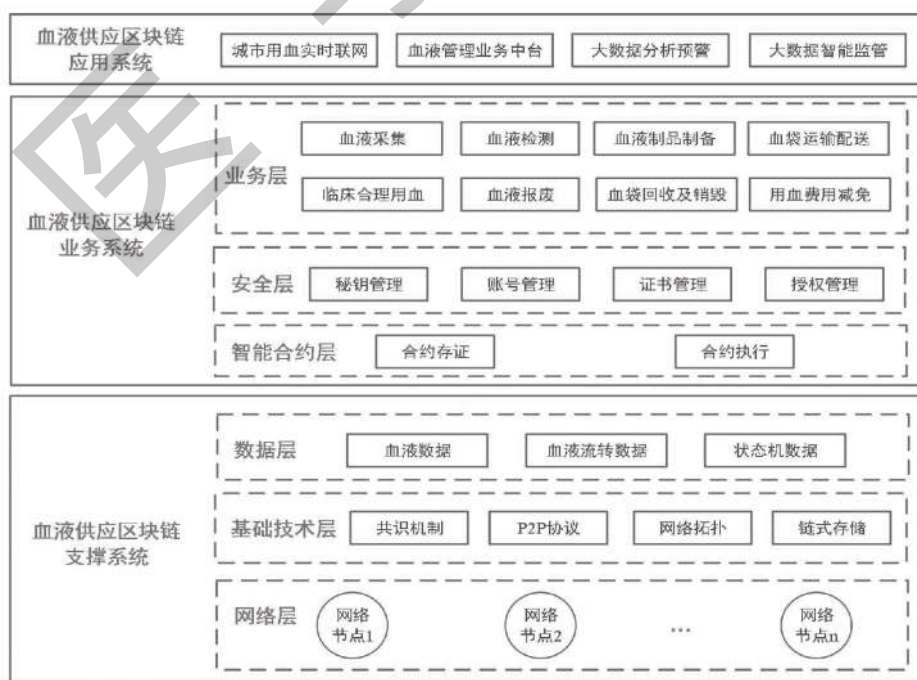 血液供应区块链
应用系统
城市用血实时联网 血液管理业务中台 大数据分析预警 大数据智能监管
血液供应区块链
业务系统
业务层
血液采集 血液检测 血液制品制备 血袋运输配送
临床合理用血 血液报废 血袋回收及销毁 用血费用减免
安全层 秘钥管理 账号管理 证书管理 授权管理
智能合约层 合约存证 合约执行
血液供应区块链
支撑系统
数据层 血液数据 血液流转数据 状态机数据
基础技术层 共识机制 P2P协议 网络拓扑 链式存储
网络层
网络
节点1
网络
节点2
…
网络
节点n
医